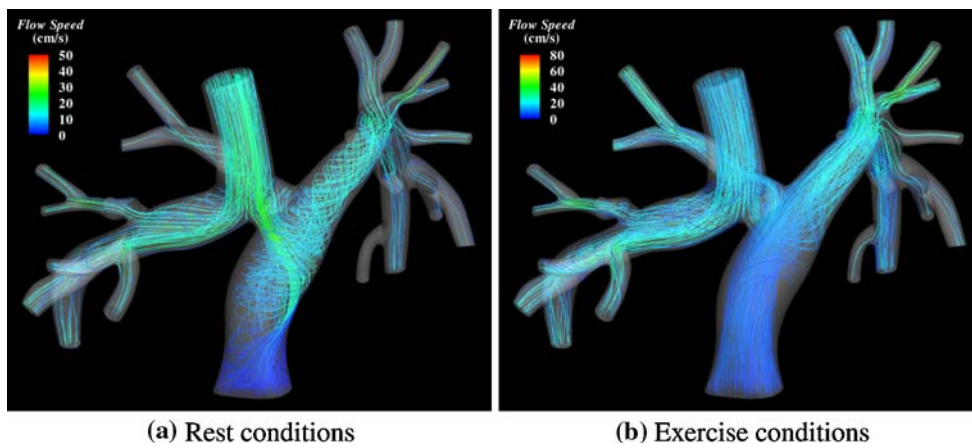 Flow Speed
(cm/s)
50
40
30
20
10
0
Flow Speed
(cm/s)
80
60
40
20
0
(a) Rest conditions
(b) Exercise conditions